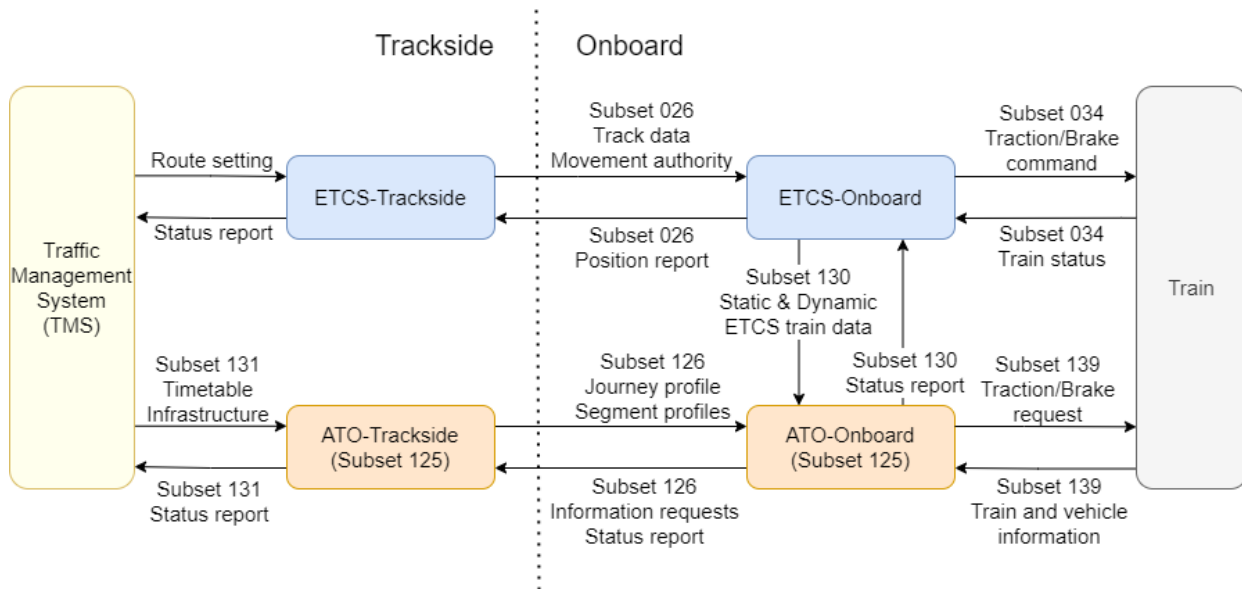 Trackside
Onboard
Subset 026
Track data
Movement authority
Subset 034
Traction/Brake
command
Route setting
ETCS-Trackside
ETCS-Onboard
Status report
Subset 026
Position report
Subset 034
Train status
Traffic
Management
System
(TMS)
Subset 130
Static & Dynamic
ETCS train data
Train
Subset 131
Timetable
Infrastructure
Subset 126
Journey profile
Segment profiles
Subset 130
Status report
Subset 139
Traction/Brake
request
ATO-Trackside
(Subset 125)
ATO-Onboard
(Subset 125)
Subset 131
Status report
Subset 126
Information requests
Status report
Subset 139
Train and vehicle
information